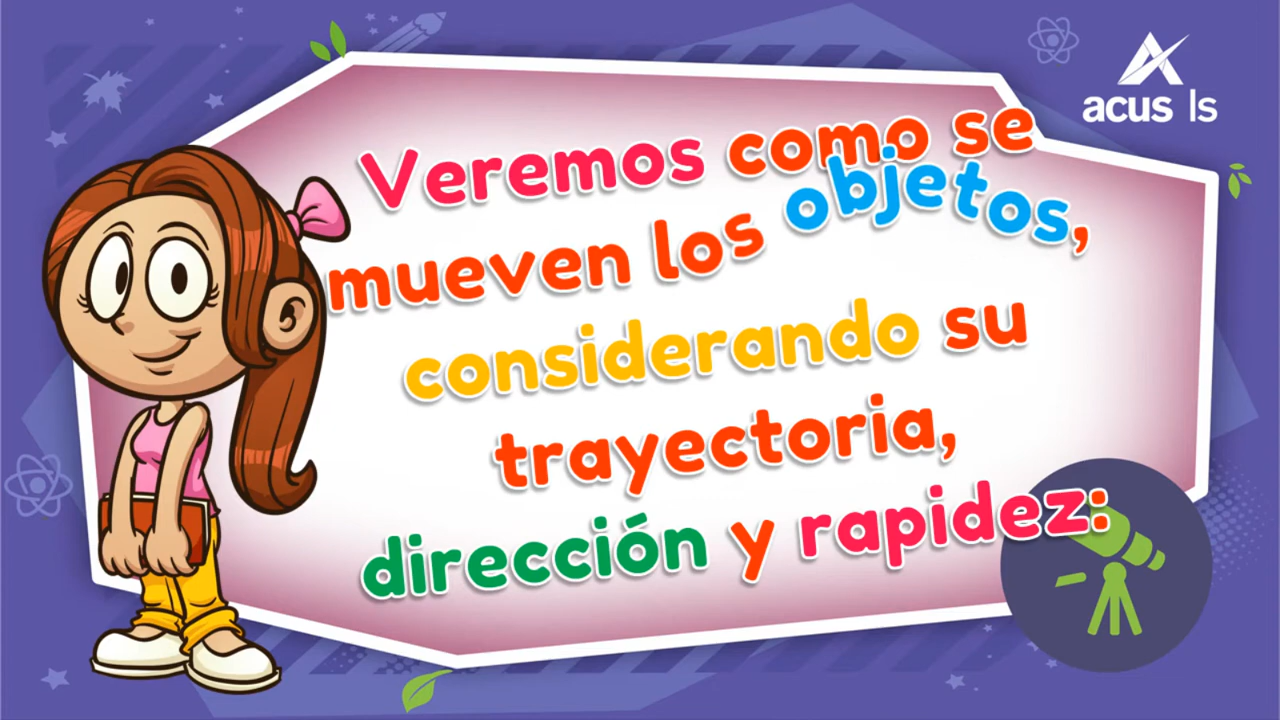 acus ls
Veremos como se
mueven los objetos,
considerando su
trayectoria,
dirección y rapidez: